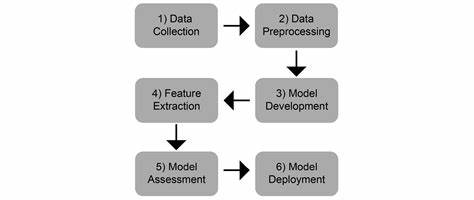 1) Data
Collection
2) Data
Preprocessing
3) Model
Development
4) Feature
Extraction
5) Model
Assessment
6) Model
Deployment